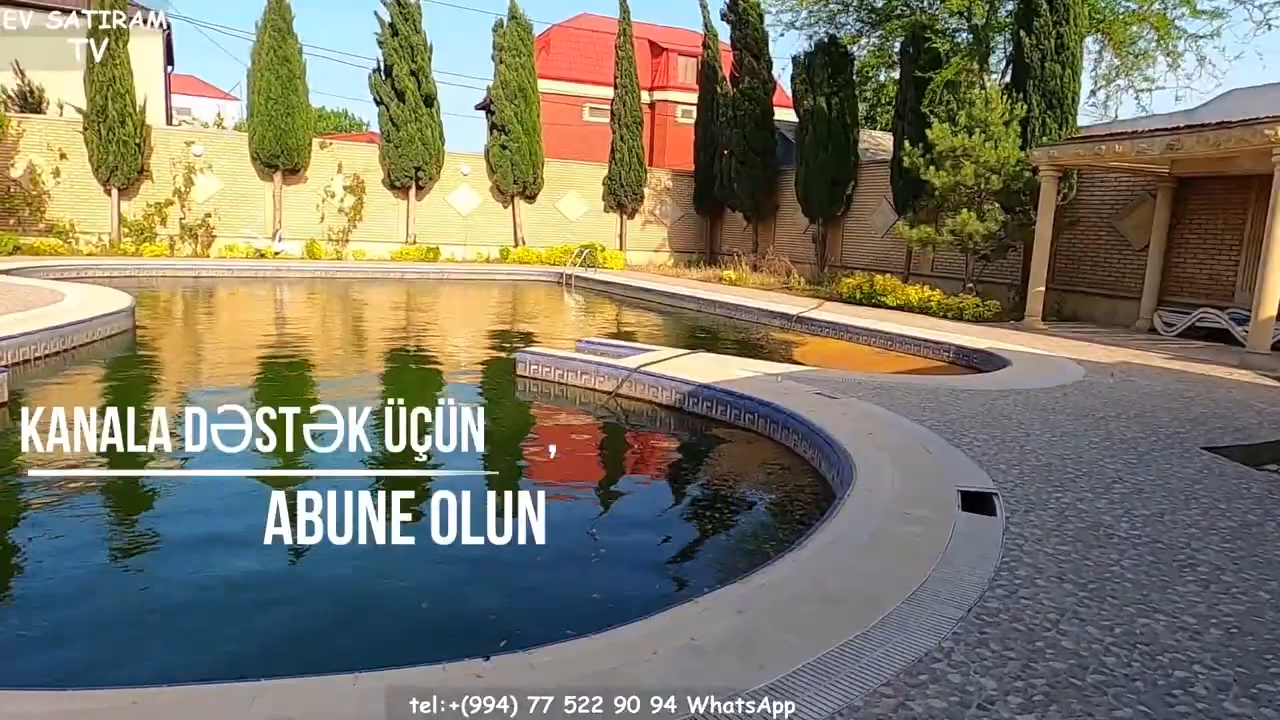 EV SATIRAM
TV
KANALA DƏSTƏK ÜÇÜN ,
ABUNE OLUN
tel:+(994) 77 522 90 94 WhatsApp